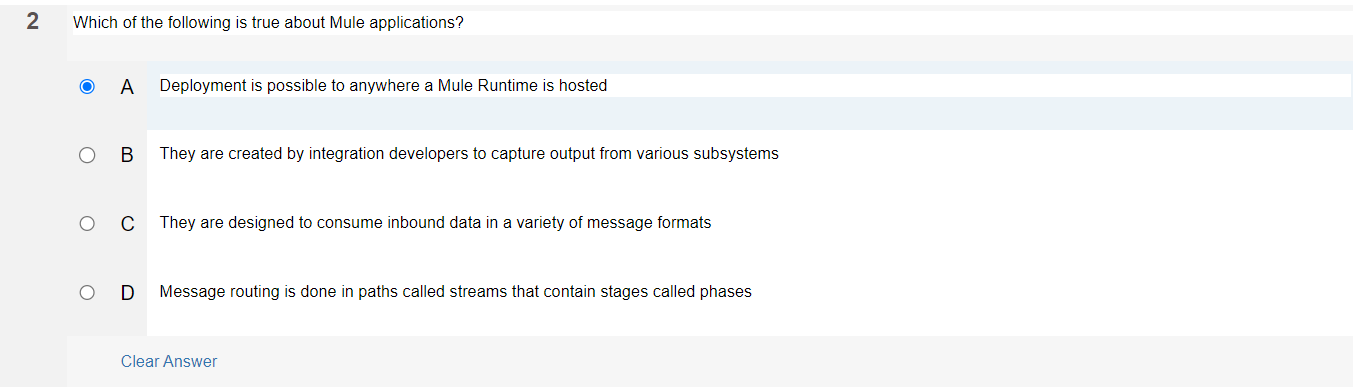 2 Which of the following is true about Mule applications?
A Deployment is possible to anywhere a Mule Runtime is hosted
B They are created by integration developers to capture output from various subsystems
C They are designed to consume inbound data in a variety of message formats
D Message routing is done in paths called streams that contain stages called phases
Clear Answer